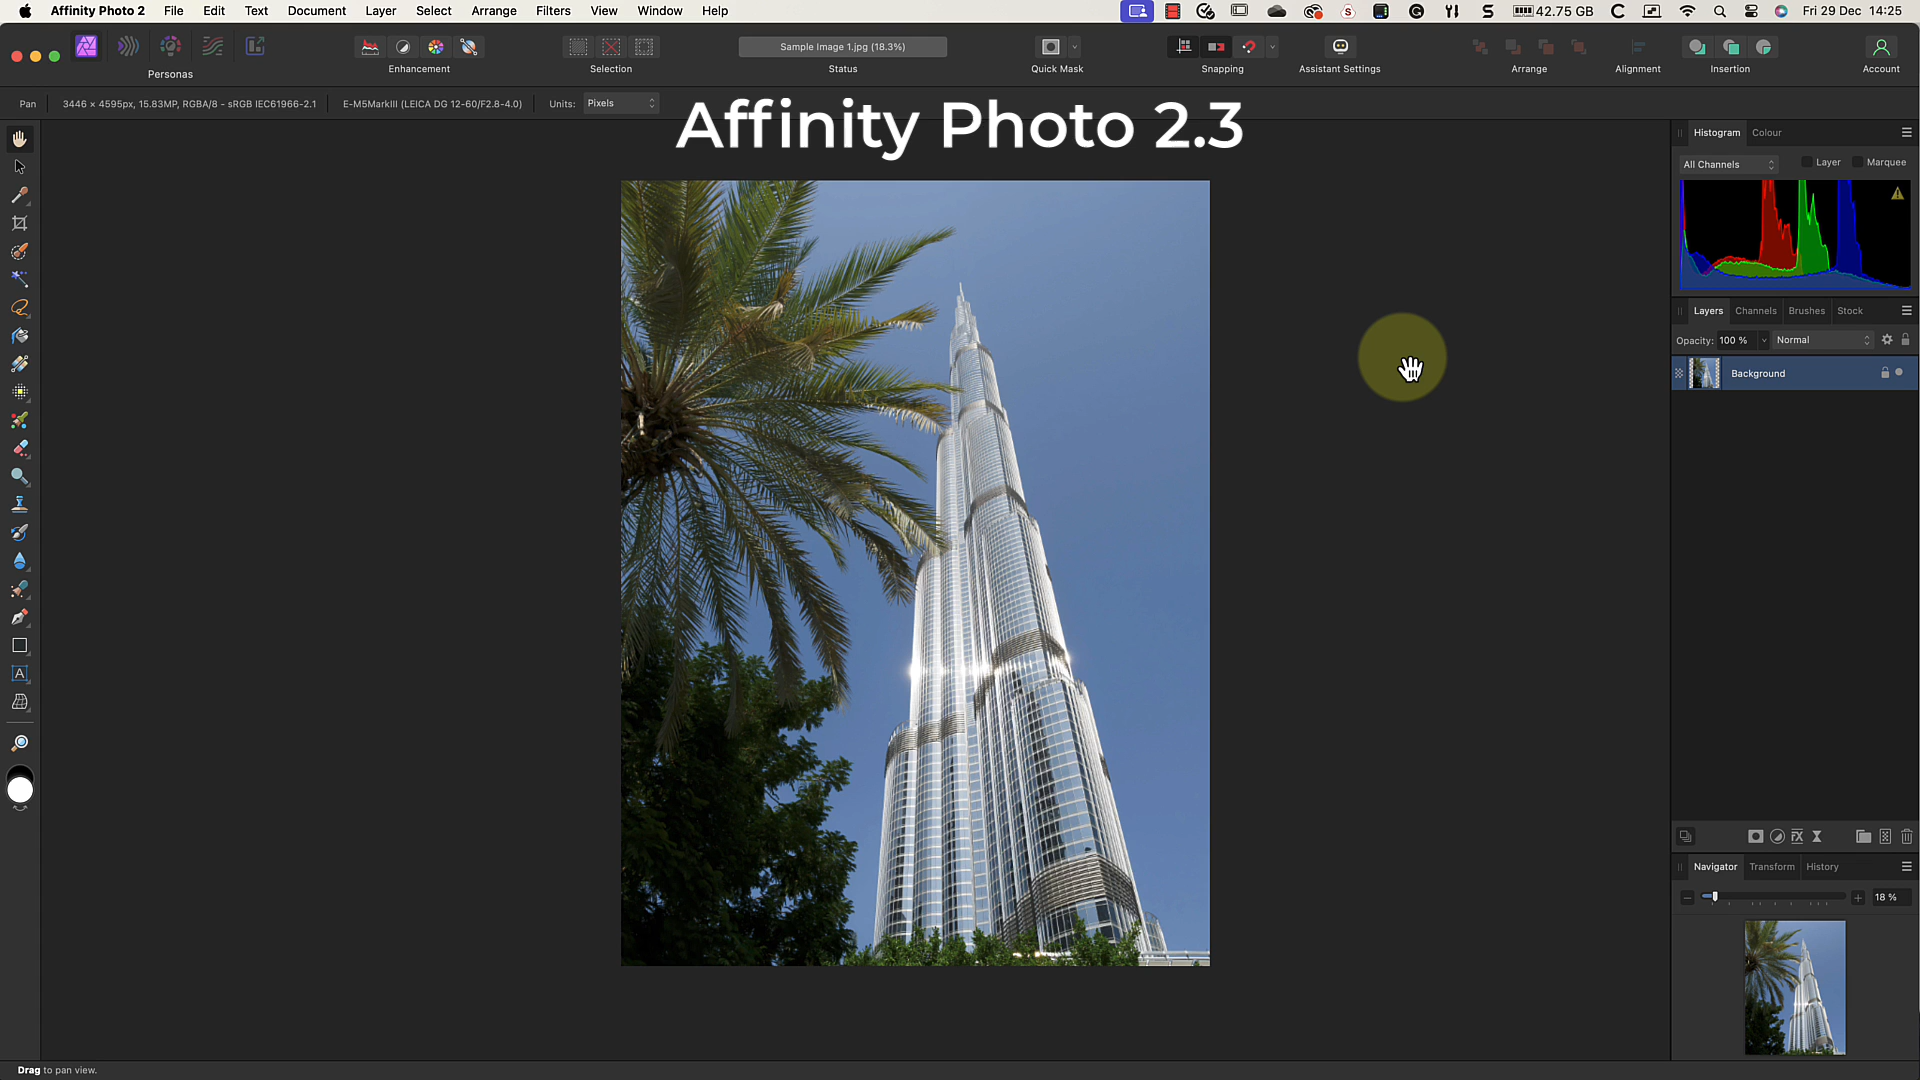 Affinity Photo 2 File Edit Text Document Layer Select Arrange Filters View Window Help 42.75 GB Fri 29 Dec 14:25
Personas Enhancement Selection Sample Image 1.jpg (18.3%) Status Quick Mask Snapping Assistant Settings Arrange Alignment Insertion Account
Pan 3446 × 4595px, 15.83MP, RGBA/8 - sRGB IEC61966-2.1 E-M5MarkIII (LEICA DG 12-60/F2.8-4.0) Units: Pixels
Affinity Photo 2.3
Histogram Colour
All Channels Layer Marquee
Layers Channels Brushes Stock
Opacity: 100 % Normal
Background
Navigator Transform History
18 %
Drag to pan view.